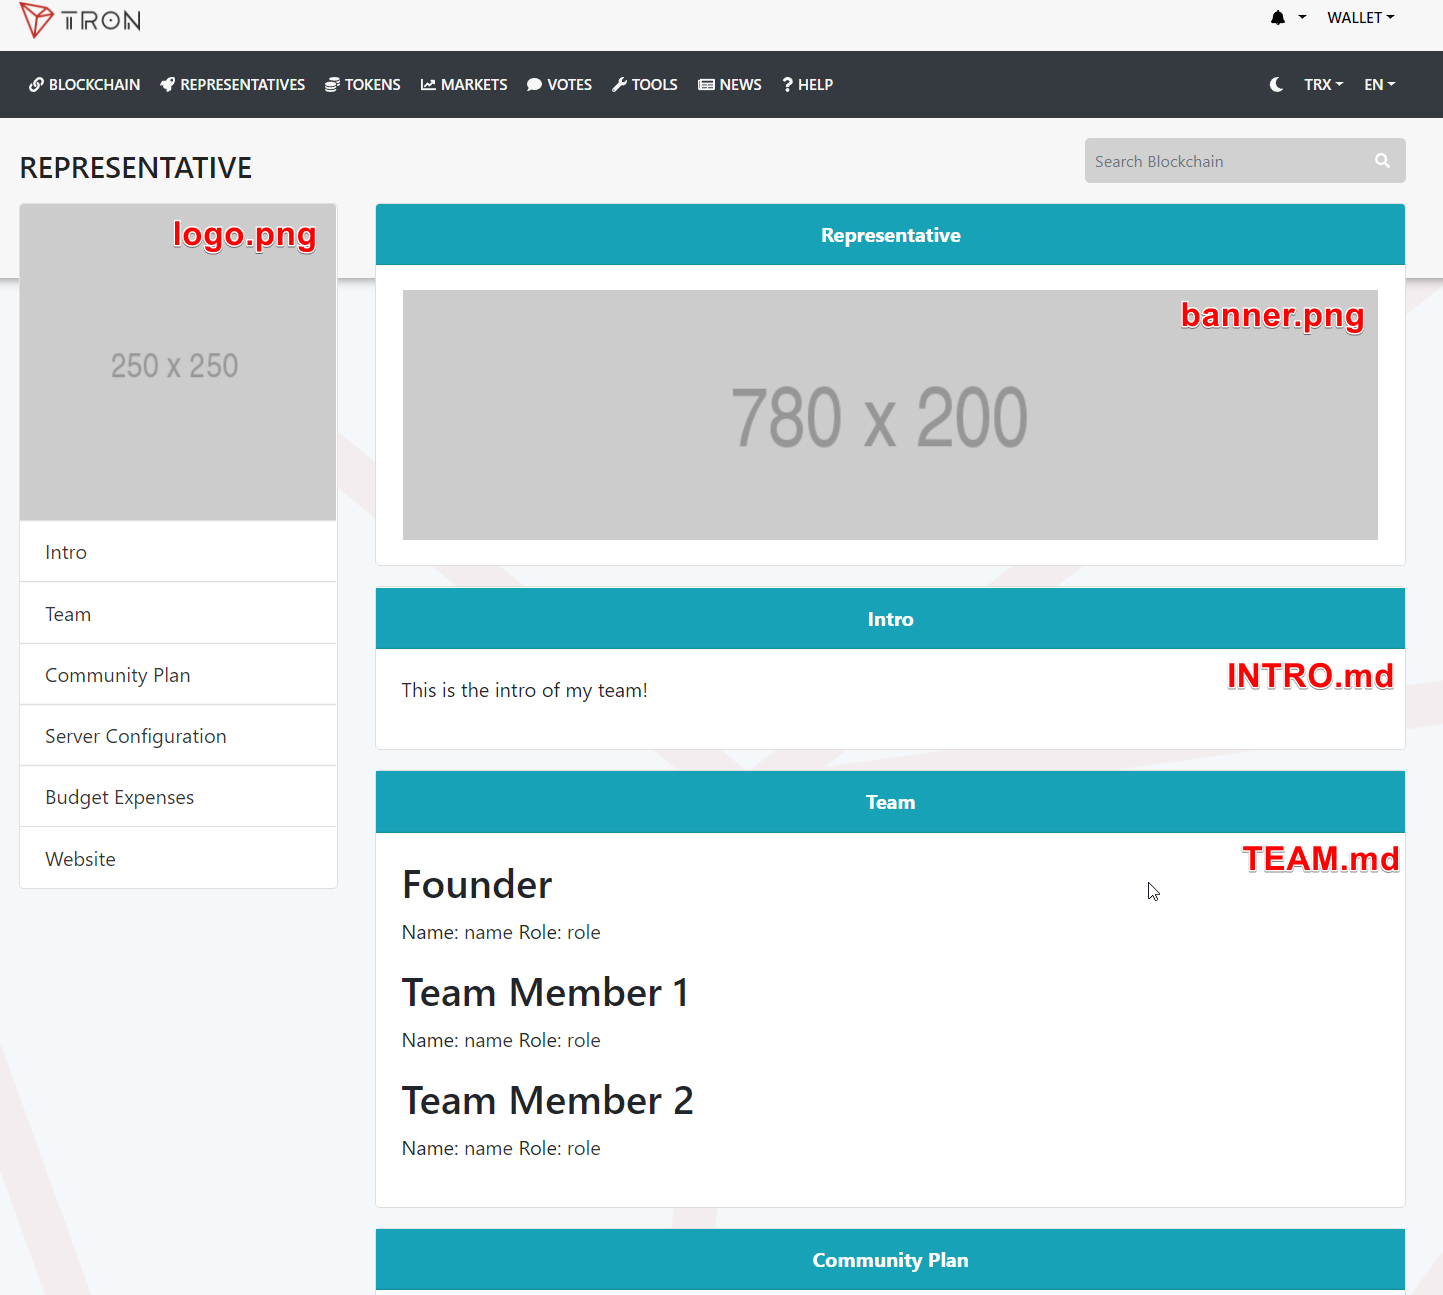 TRON
WALLET
BLOCKCHAIN REPRESENTATIVES TOKENS MARKETS VOTES TOOLS NEWS HELP TRX EN
REPRESENTATIVE
Search Blockchain
logo.png
250 x 250
Intro
Team
Community Plan
Server Configuration
Budget Expenses
Website
Representative
banner.png
780 x 200
Intro
INTRO.md
This is the intro of my team!
Team
TEAM.md
Founder
Name: name Role: role
Team Member 1
Name: name Role: role
Team Member 2
Name: name Role: role
Community Plan